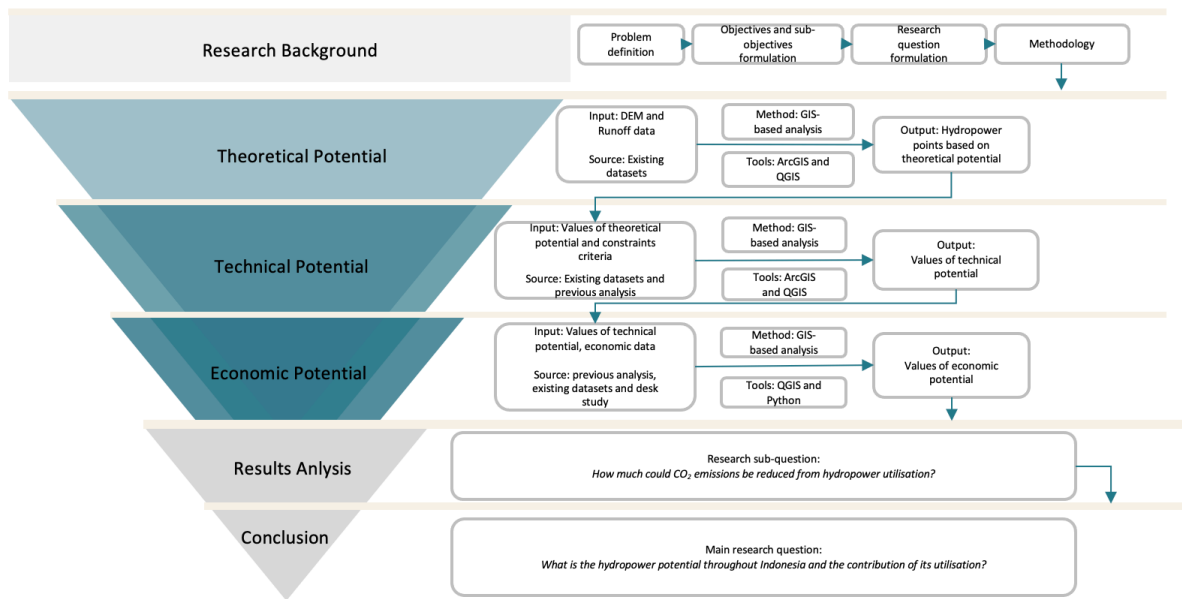 Research Background
Problem
definition
Objectives and sub-
objectives
formulation
Research
question
formulation
Methodology
Theoretical Potential
Input: DEM and
Runoff data
Source: Existing
datasets
Method: GIS-
based analysis
Tools: ArcGIS and
QGIS
Output: Hydropower
points based on
theoretical potential
Technical Potential
Input: Values of theoretical
potential and constraints
criteria
Source: Existing datasets and
previous analysis
Method: GIS-
based analysis
Tools: ArcGIS
and QGIS
Output:
Values of technical
potential
Economic Potential
Input: Values of technical
potential, economic data
Source: previous analysis,
existing datasets and desk
study
Method: GIS-
based analysis
Tools: QGIS and
Python
Output:
Values of economic
potential
Results Anlysis
Research sub-question:
How much could CO₂ emissions be reduced from hydropower utilisation?
Conclusion
Main research question:
What is the hydropower potential throughout Indonesia and the contribution of its utilisation?